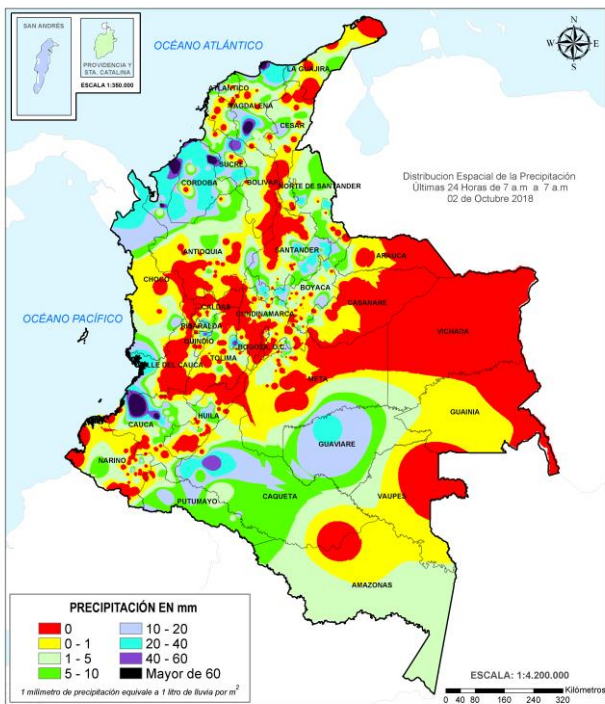 SAN ANDRÉS
PROVIDENCIA Y
STA. CATALINA
ESCALA 1:350.000
OCÉANO ATLÁNTICO
N
W
E
S
LA GUAJIRA
ATLANTICO
MAGDALENA
CESAR
SUCRE
CORDOBA
BOLIVAR
NORTE DE SANTANDER
Distribucion Espacial de la Precipitación
Últimas 24 Horas de 7 a.m a 7 a.m
02 de Octubre 2018
ANTIOQUIA
SANTANDER
ARAUCA
CHOCO
BOYACA
CASANARE
OCÉANO PACÍFICO
CALDAS
CUNDINAMARCA
VICHADA
RISARALDA
QUINDIO
BOGOTA, D.C.
TOLIMA
VALLE DEL CAUCA
META
GUAINIA
HUILA
CAUCA
GUAVIARE
NARIÑO
CAQUETA
VAUPES
PUTUMAYO
AMAZONAS
PRECIPITACIÓN EN mm
0
10 - 20
0 - 1
20 - 40
1 - 5
40 - 60
5 - 10
Mayor de 60
1 milimetro de precipitación equivale a 1 litro de lluvia por m²
ESCALA: 1:4.200.000
Kilómetros
0 40 80 160 240 320